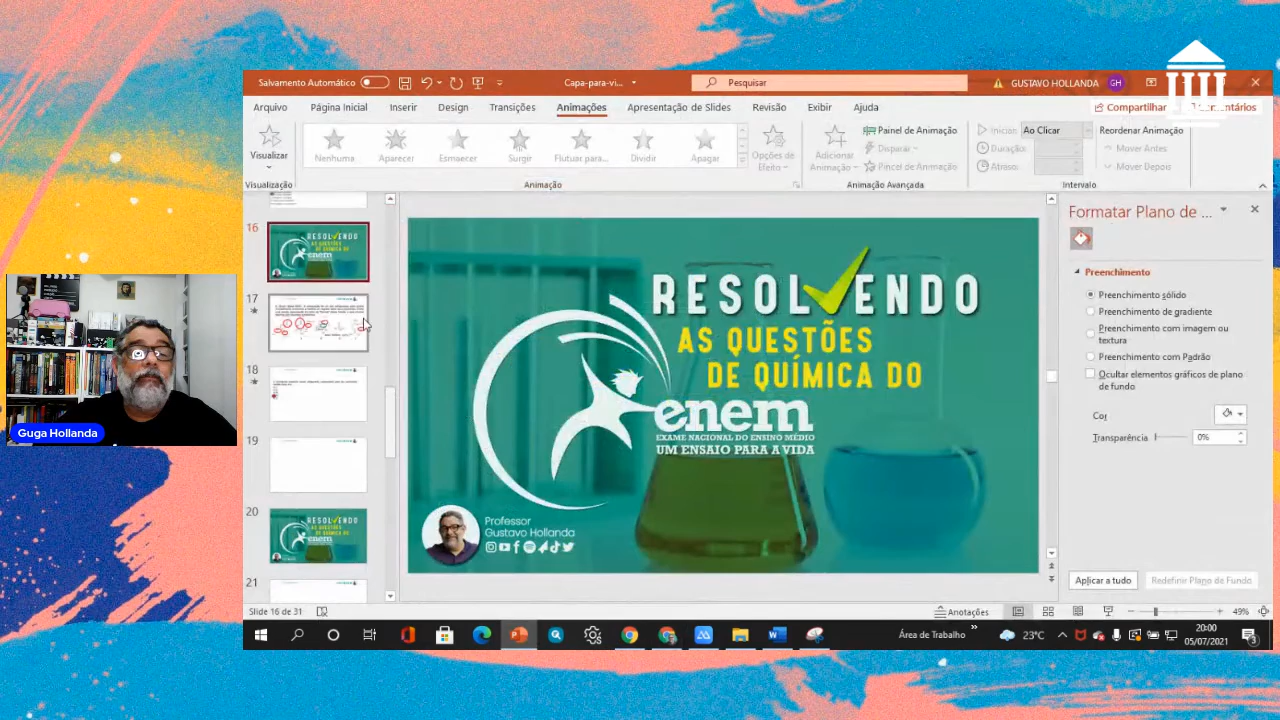 Salvamento Automático
Capa-para-vi...
Pesquisar
GUSTAVO HOLLANDA
GH
Arquivo
Página Inicial
Inserir
Design
Transições
Animações
Apresentação de Slides
Revisão
Exibir
Ajuda
Compartilhar
Visualizar
Nenhuma
Aparecer
Esmaecer
Surgir
Flutuar para...
Dividir
Apagar
Opções de
Efeito
Adicionar
Animação
Painel de Animação
Disparar
Pincel de Animação
Iniciar:
Ao Clicar
Duração:
Atraso:
Reordenar Animação
Mover Antes
Mover Depois
Visualização
Animação
Animação Avançada
Intervalo
16
17
18
19
20
21
RESOLVENDO
AS QUESTÕES
DE QUÍMICA DO
enem
EXAME NACIONAL DO ENSINO MÉDIO
UM ENSAIO PARA A VIDA
Professor
Gustavo Hollanda
Formatar Plano de ...
Preenchimento
Preenchimento sólido
Preenchimento de gradiente
Preenchimento com imagem ou
textura
Preenchimento com Padrão
Ocultar elementos gráficos de plano
de fundo
Cor
Transparência
0%
Aplicar a tudo
Redefinir Plano de Fundo
Guga Hollanda
Slide 16 de 31
Anotações
49%
Área de Trabalho
23°C
20:00
05/07/2021
3